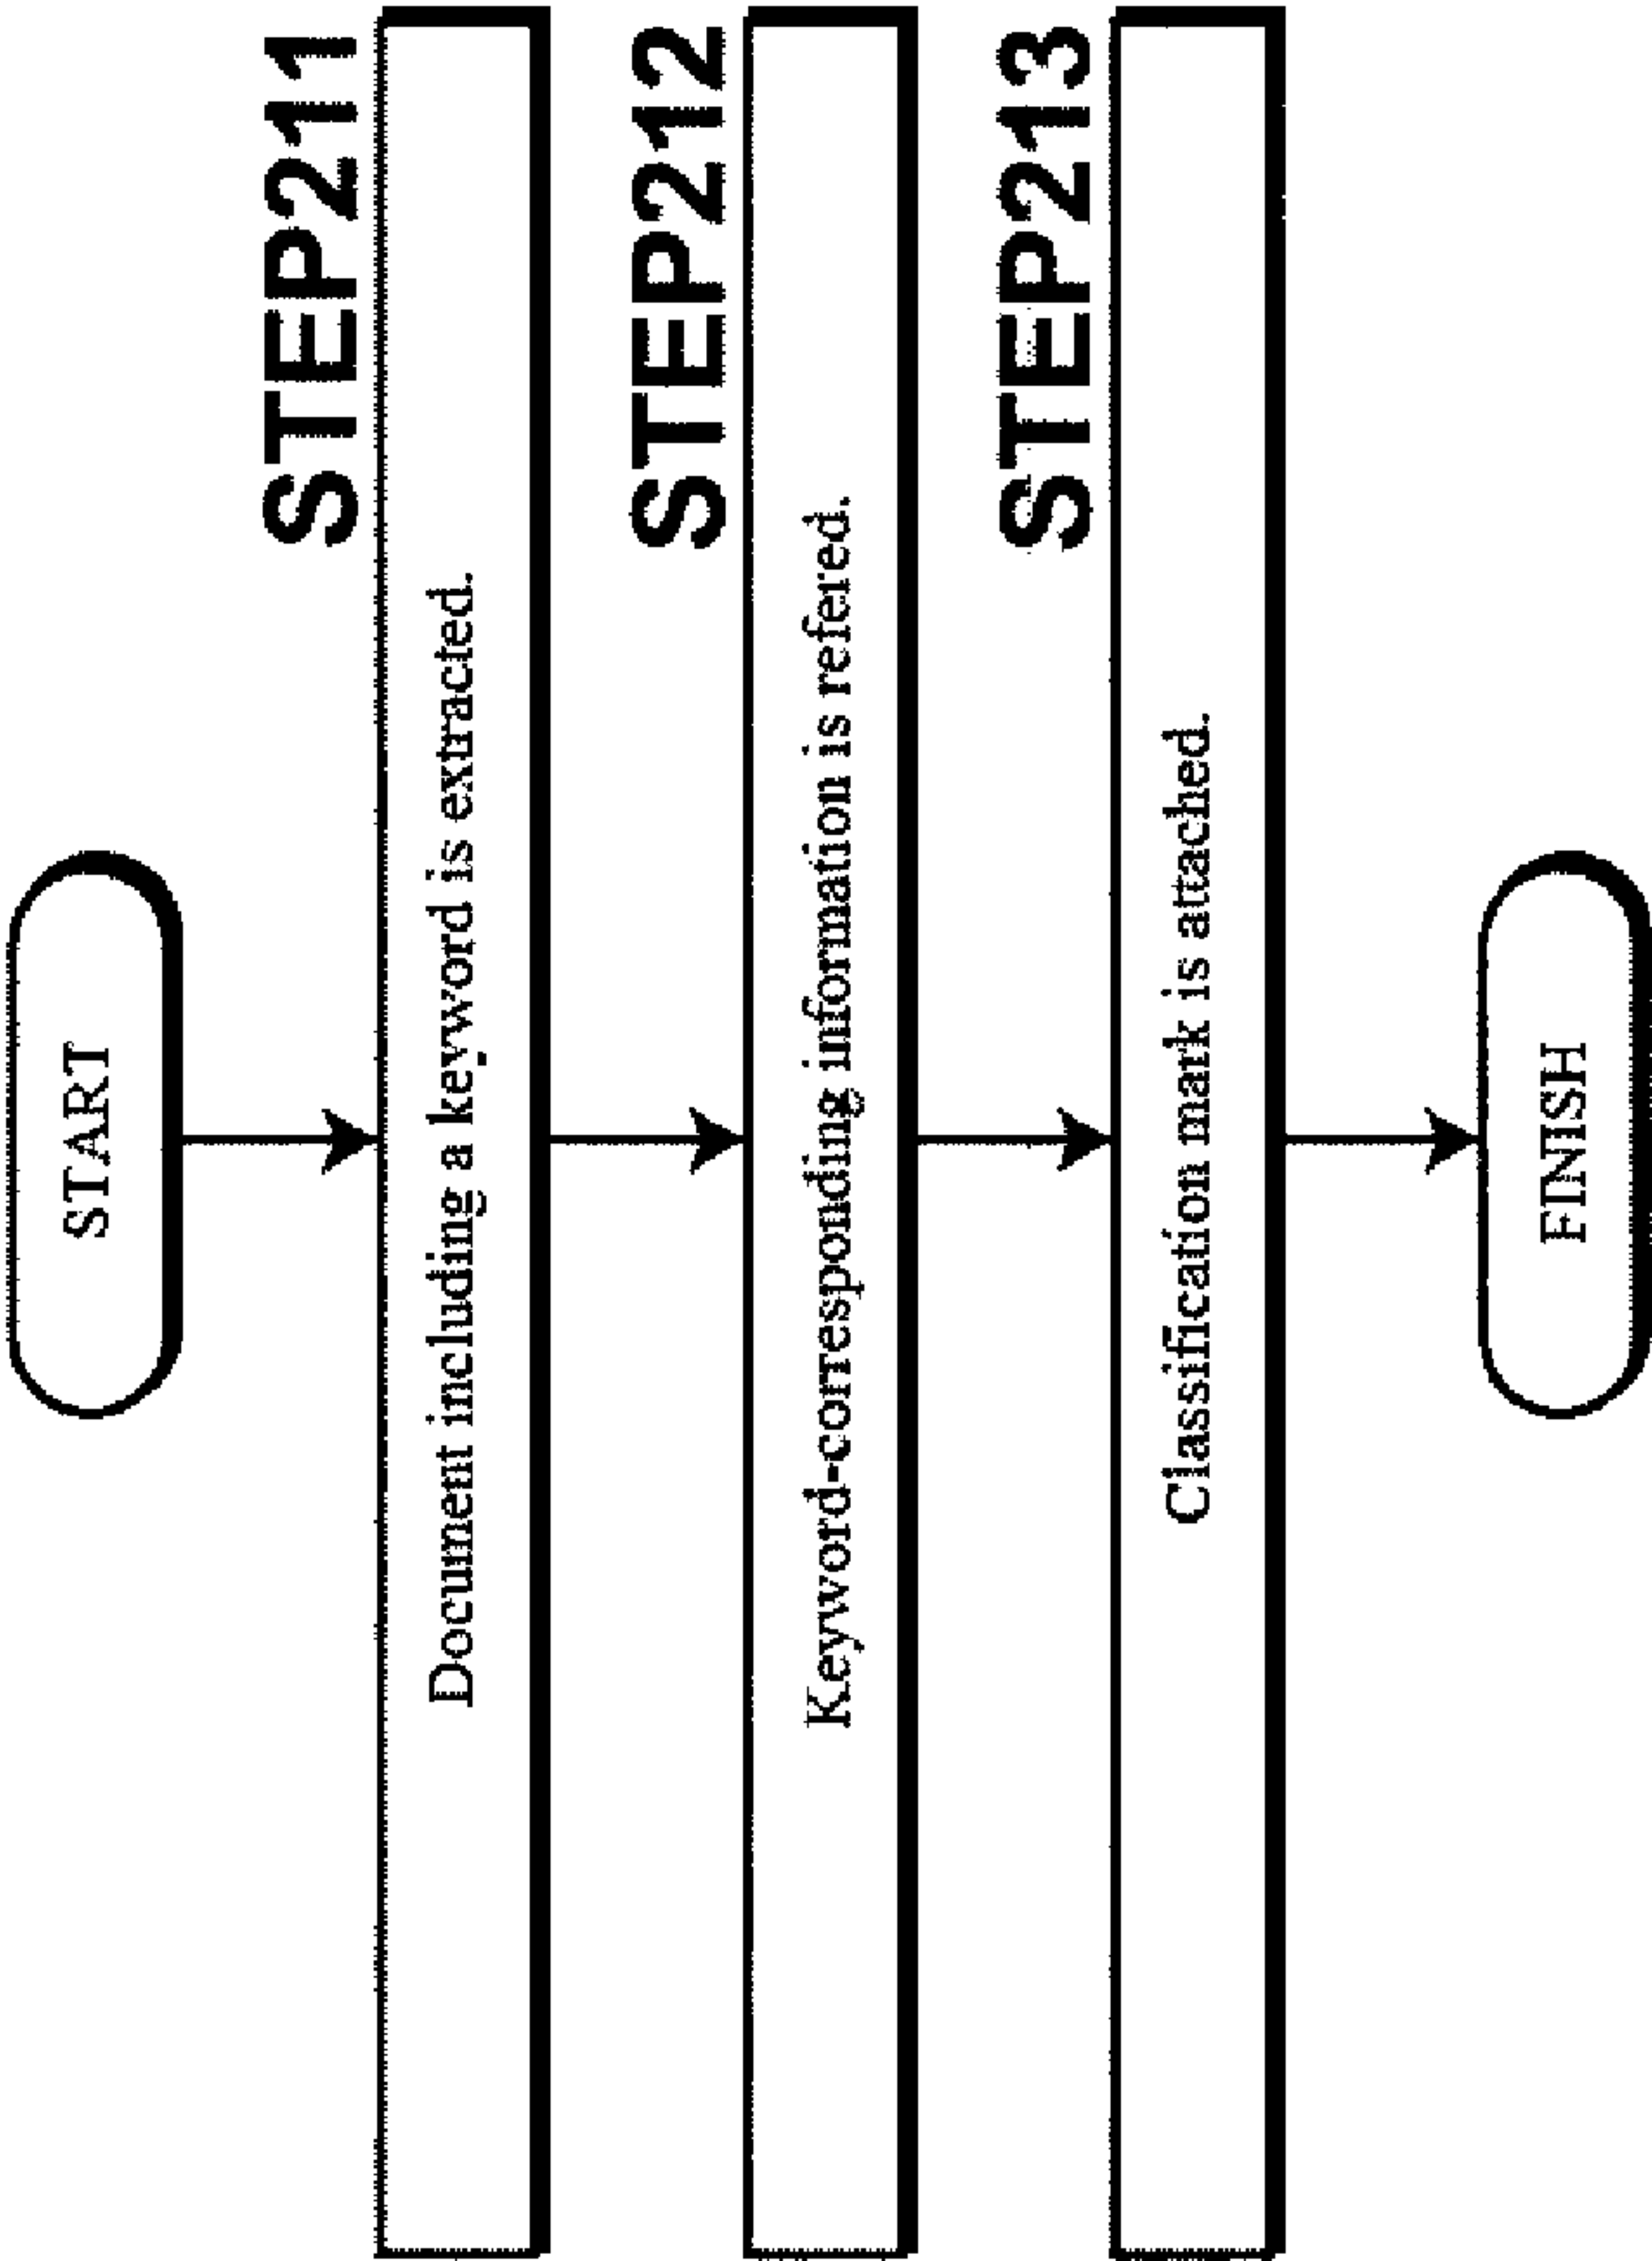 START
STEP211
Document including a keyword is extracted.
STEP212
Keyword-corresponding information is refered.
STEP213
Classification mark is attached.
FINISH